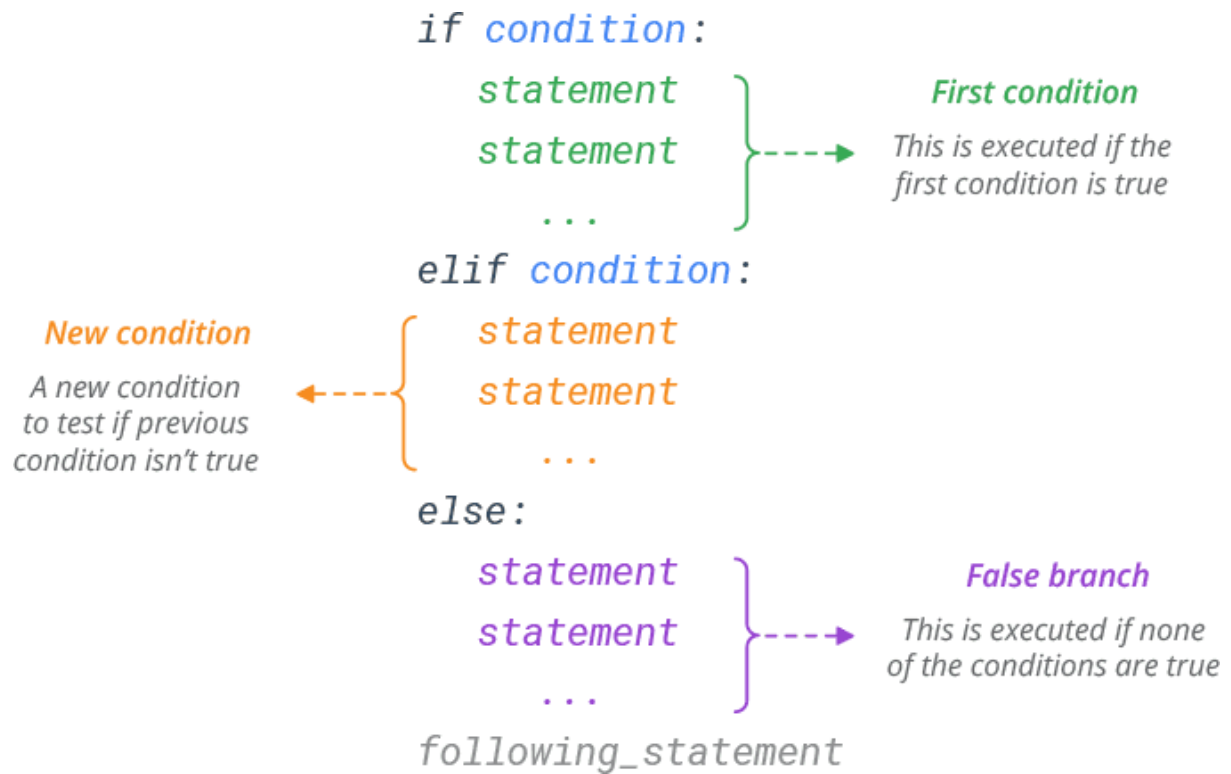 if condition:
statement
statement
...
First condition
This is executed if the
first condition is true
elif condition:
New condition
A new condition
to test if previous
condition isn’t true
statement
statement
...
else:
statement
statement
...
False branch
This is executed if none
of the conditions are true
following_statement